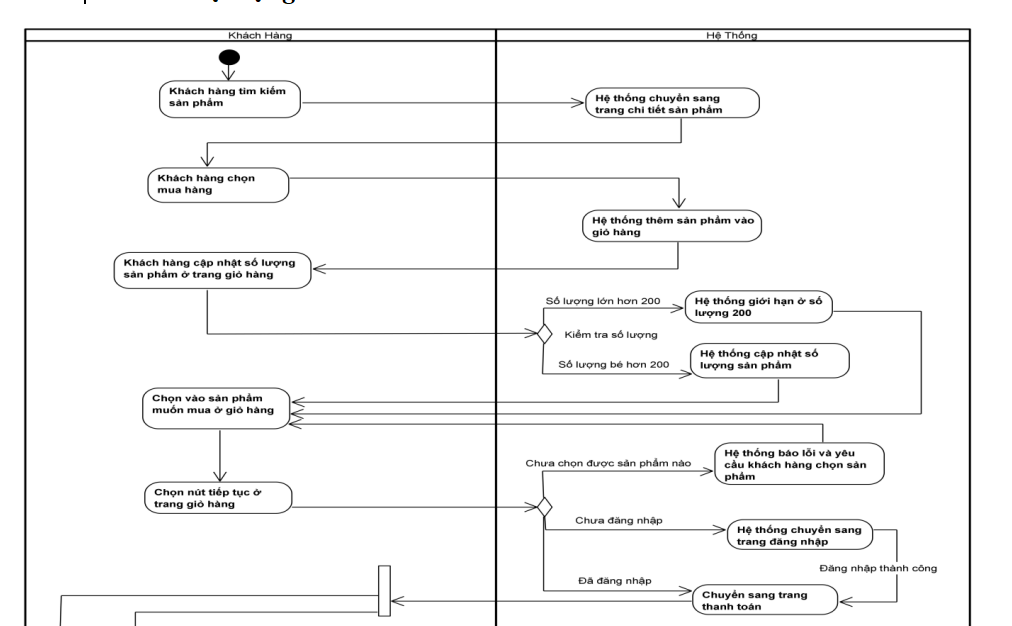 Khách Hàng
Hệ Thống
Khách hàng tìm kiếm
sản phẩm
Hệ thống chuyển sang
trang chi tiết sản phẩm
Khách hàng chọn
mua hàng
Hệ thống thêm sản phẩm vào
giỏ hàng
Khách hàng cập nhật số lượng
sản phẩm ở trang giỏ hàng
Số lượng lớn hơn 200
Hệ thống giới hạn ở số
lượng 200
Kiểm tra số lượng
Số lượng bé hơn 200
Hệ thống cập nhật số
lượng sản phẩm
Chọn vào sản phẩm
muốn mua ở giỏ hàng
Chưa chọn được sản phẩm nào
Hệ thống báo lỗi và yêu
cầu khách hàng chọn sản
phẩm
Chọn nút tiếp tục ở
trang giỏ hàng
Chưa đăng nhập
Hệ thống chuyển sang
trang đăng nhập
Đăng nhập thành công
Đã đăng nhập
Chuyển sang trang
thanh toán